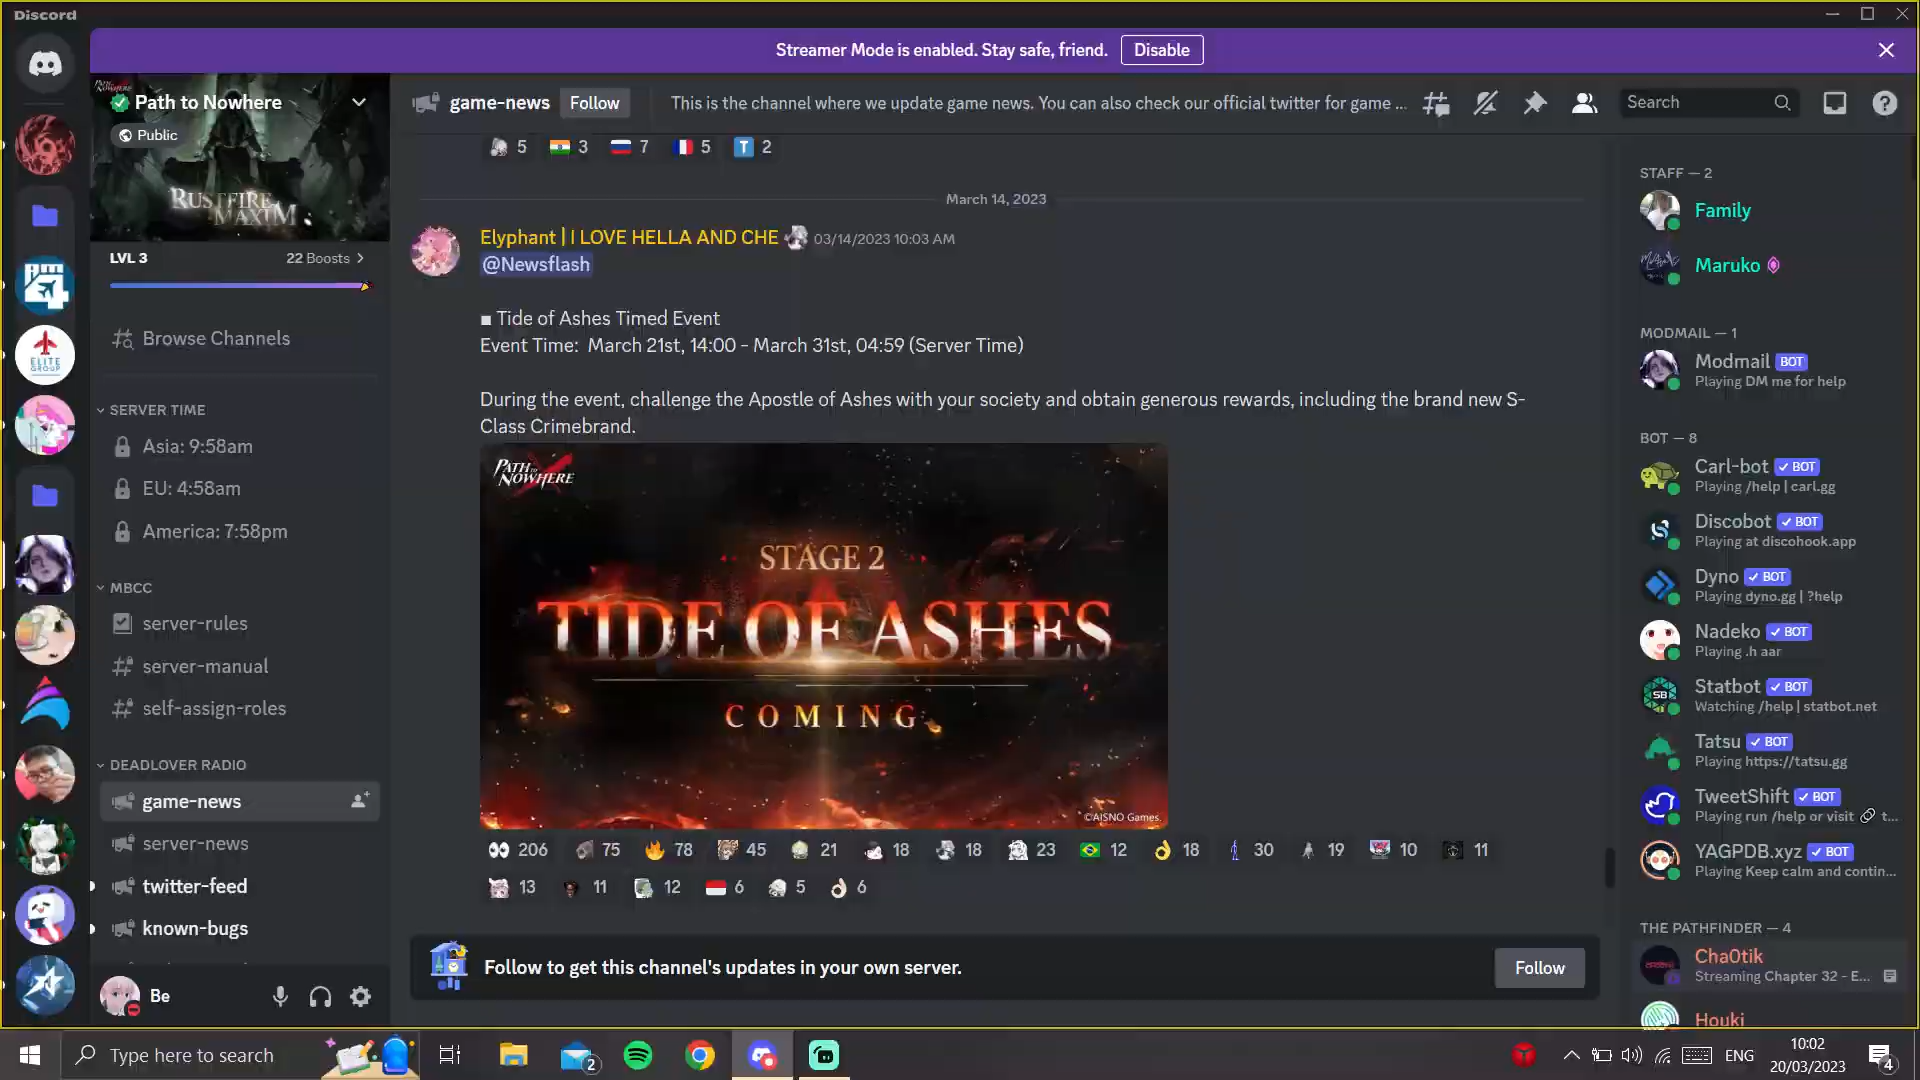 Discord
Streamer Mode is enabled. Stay safe, friend.
Disable
Path to Nowhere
Public
RUSTFIRE
MAXIM
LVL 3
22 Boosts
Browse Channels
SERVER TIME
Asia: 9:58am
EU: 4:58am
America: 7:58pm
MBCC
server-rules
server-manual
self-assign-roles
DEADLOVER RADIO
game-news
server-news
twitter-feed
known-bugs
Be
game-news
Follow
This is the channel where we update game news. You can also check our official twitter for game ...
Search
5 3 7 5 T 2
March 14, 2023
Elyphant | I LOVE HELLA AND CHE 03/14/2023 10:03 AM
@Newsflash
■ Tide of Ashes Timed Event
Event Time: March 21st, 14:00 - March 31st, 04:59 (Server Time)
During the event, challenge the Apostle of Ashes with your society and obtain generous rewards, including the brand new S-
Class Crimebrand.
PATH TO
NOWHERE
STAGE 2
TIDE OF ASHES
COMING
©AISNO Games.
206 75 78 45 21 18 18 23 12 18 30 19 10 11
13 11 12 6 5 6
Follow to get this channel's updates in your own server.
Follow
STAFF — 2
Family
Maruko
MODMAIL — 1
Modmail BOT
Playing DM me for help
BOT — 8
Carl-bot BOT
Playing /help | carl.gg
Discobot BOT
Playing at discohook.app
Dyno BOT
Playing dyno.gg | ?help
Nadeko BOT
Playing .h aar
Statbot BOT
Watching /help | statbot.net
Tatsu BOT
Playing https://tatsu.gg
TweetShift BOT
Playing run /help or visit t...
YAGPDB.xyz BOT
Playing Keep calm and contin...
THE PATHFINDER — 4
Cha0tik
Streaming Chapter 32 - E...
Houki
ELITE
GROUP
SB
Type here to search
2
ENG
10:02
20/03/2023
4